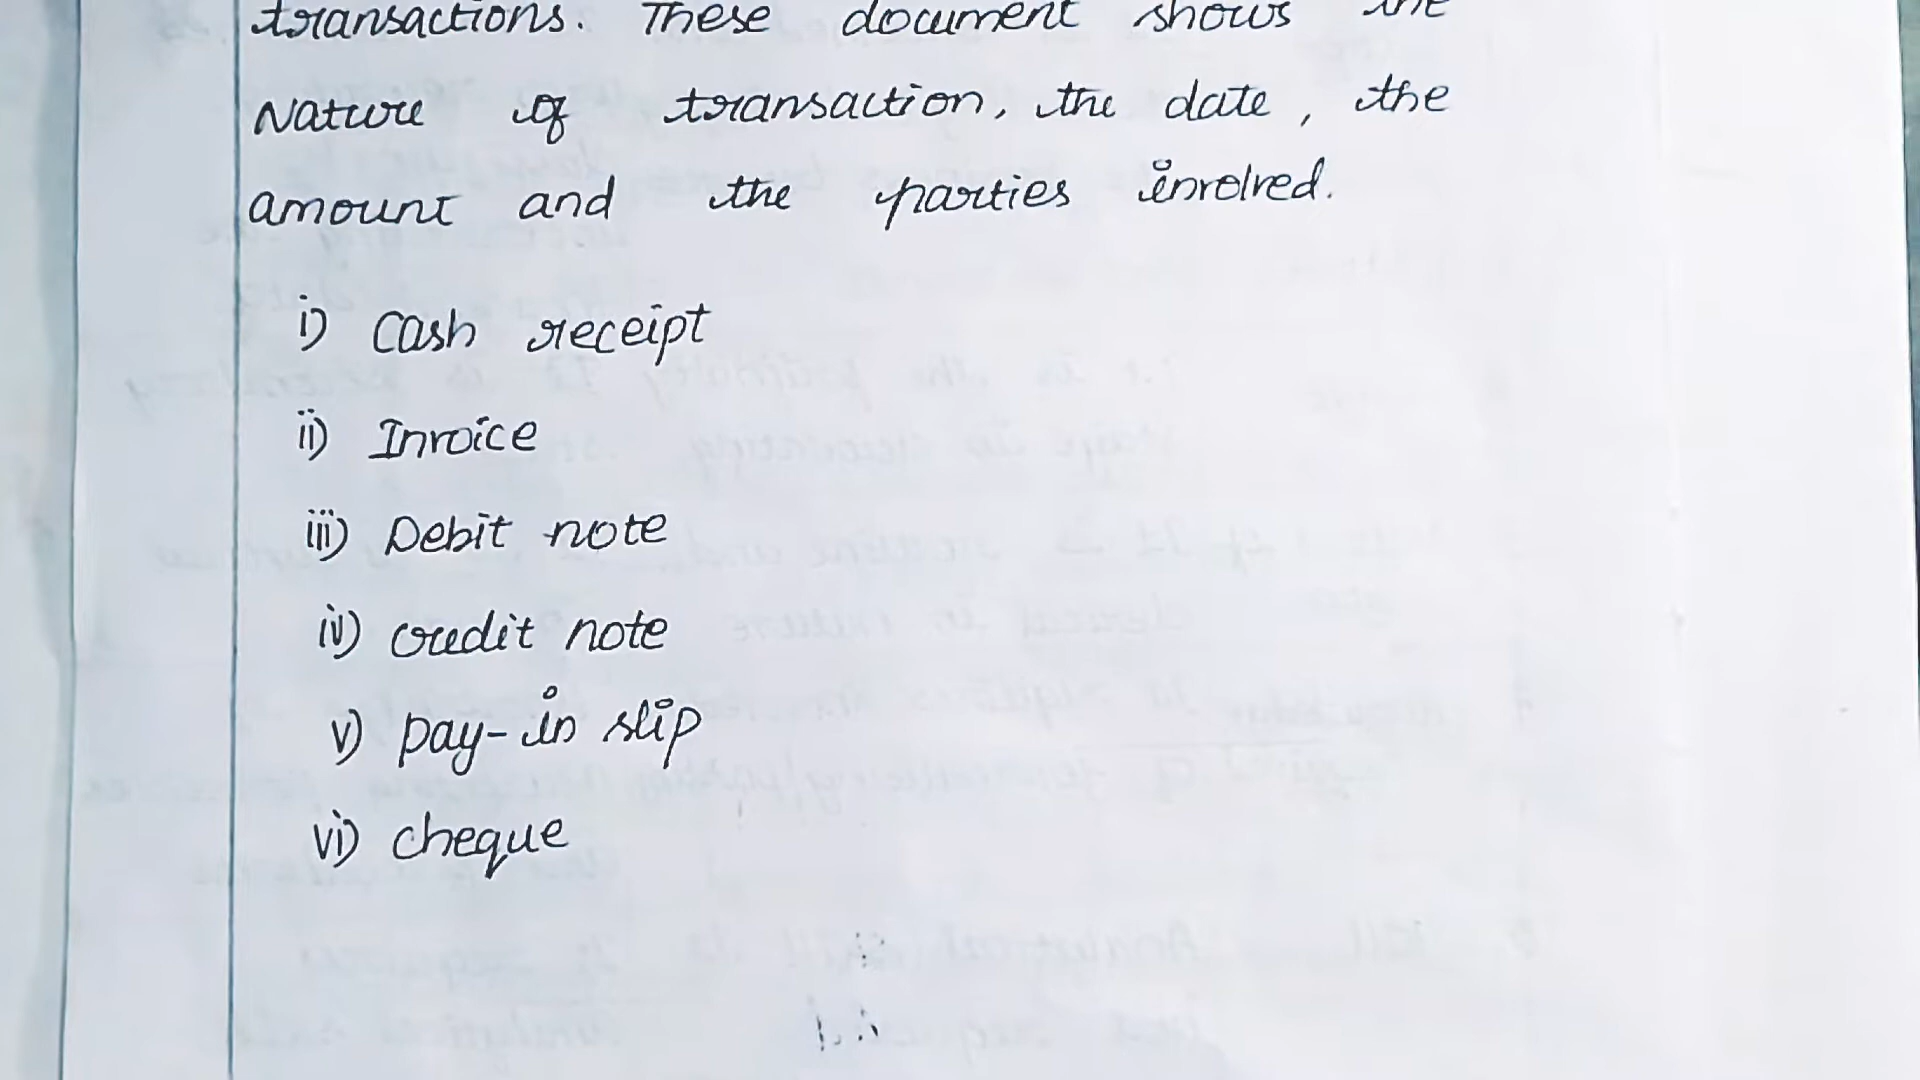 transactions. These document shows the
Nature of transaction, the date, the
amount and the parties involved.
i) Cash receipt
ii) Invoice
iii) Debit note
iv) credit note
v) pay-in slip
vi) cheque